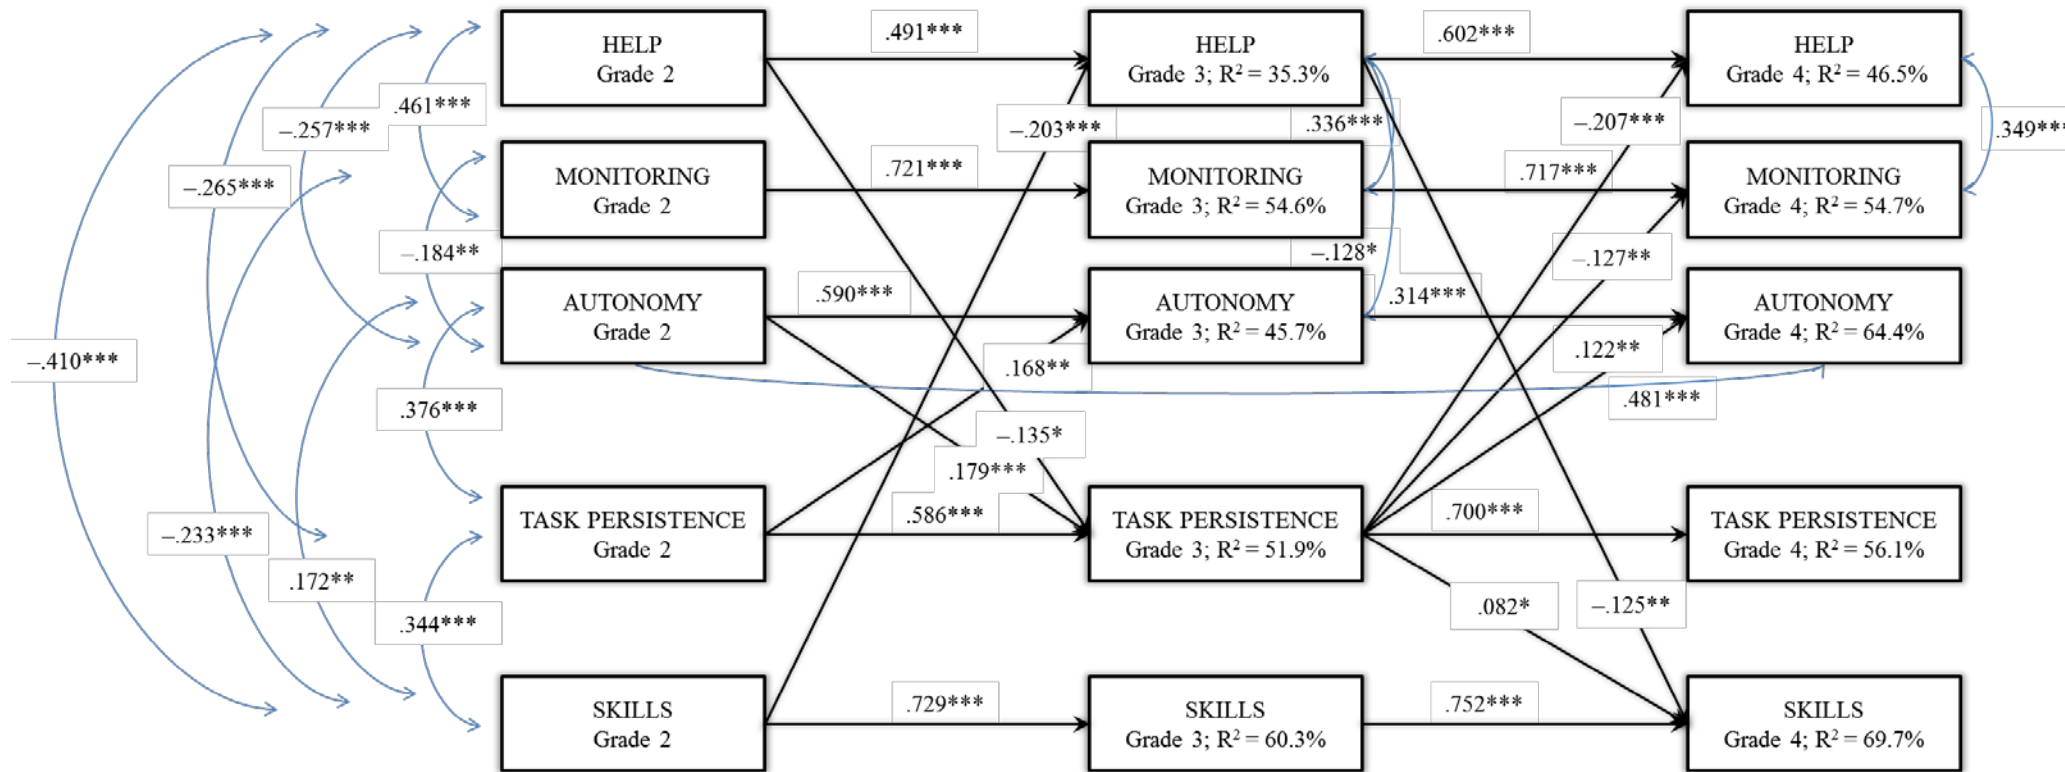 HELP
Grade 2
.491***
HELP
Grade 3; R² = 35.3%
.602***
HELP
Grade 4; R² = 46.5%
.461***
–.257***
–.203***
.336***
–.207***
.349***
–.265***
MONITORING
Grade 2
.721***
MONITORING
Grade 3; R² = 54.6%
.717***
MONITORING
Grade 4; R² = 54.7%
–.184**
–.128*
–.127**
AUTONOMY
Grade 2
.590***
AUTONOMY
Grade 3; R² = 45.7%
.314***
AUTONOMY
Grade 4; R² = 64.4%
–.410***
.168**
.122**
.376***
.481***
–.135*
.179***
TASK PERSISTENCE
Grade 2
.586***
TASK PERSISTENCE
Grade 3; R² = 51.9%
.700***
TASK PERSISTENCE
Grade 4; R² = 56.1%
–.233***
.172**
.344***
.082*
–.125**
SKILLS
Grade 2
.729***
SKILLS
Grade 3; R² = 60.3%
.752***
SKILLS
Grade 4; R² = 69.7%